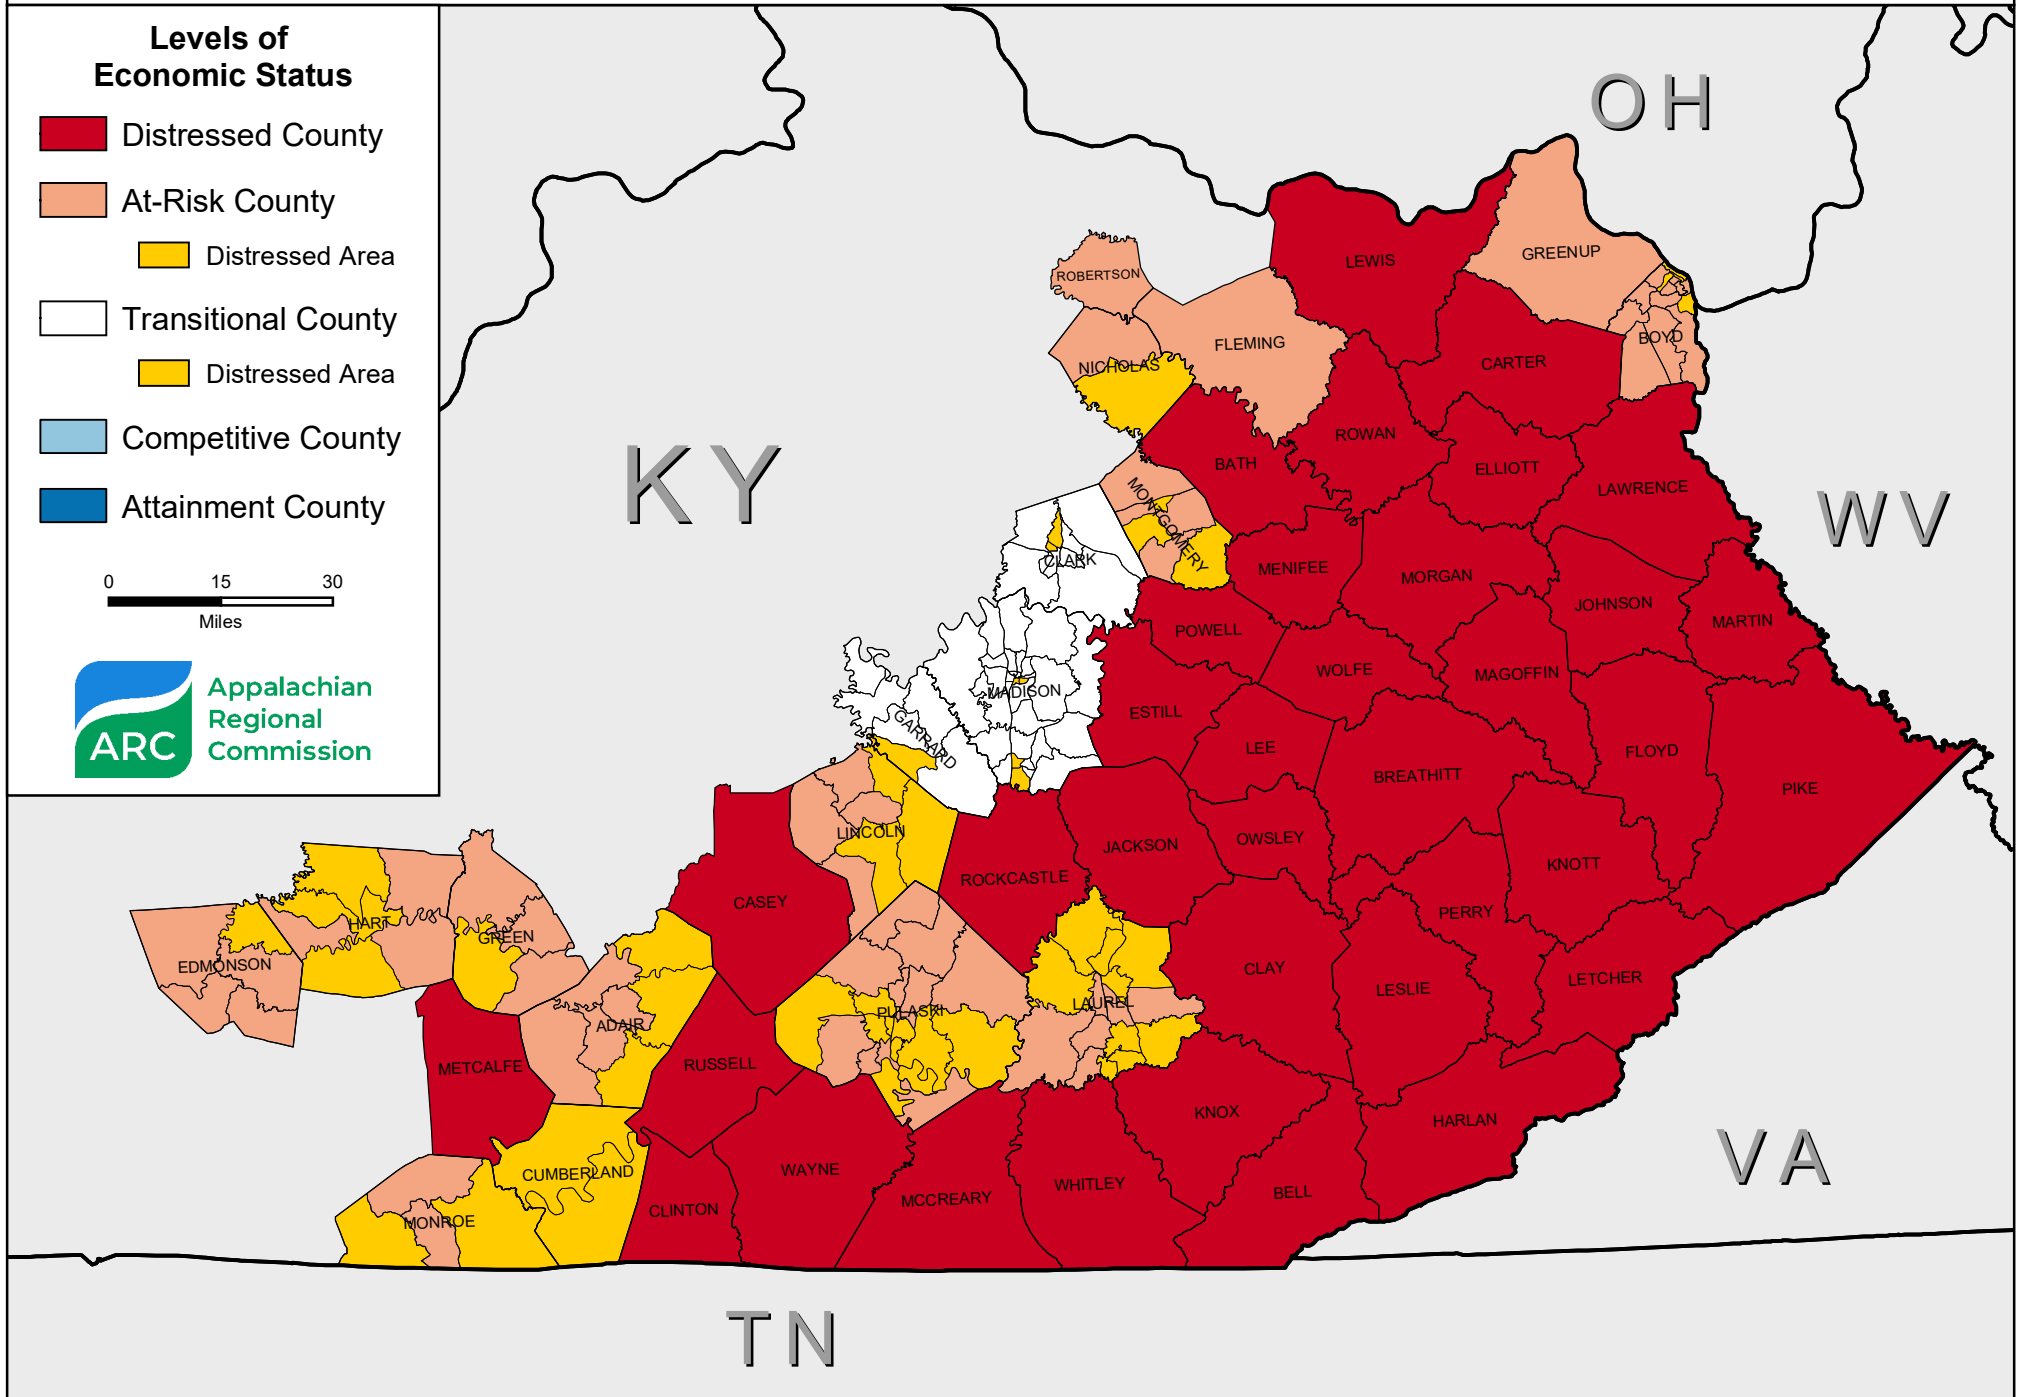 Levels of
Economic Status
Distressed County
At-Risk County
Distressed Area
Transitional County
Distressed Area
Competitive County
Attainment County
0 15 30
Miles
ARC
Appalachian
Regional
Commission
OH
KY
WV
VA
TN
LEWIS
GREENUP
ROBERTSON
BOYD
FLEMING
NICHOLAS
CARTER
ROWAN
BATH
ELLIOTT
LAWRENCE
MONTGOMERY
CLARK
MENIFEE
MORGAN
JOHNSON
MARTIN
POWELL
WOLFE
MAGOFFIN
MADISON
ESTILL
GARRARD
LEE
FLOYD
BREATHITT
PIKE
LINCOLN
JACKSON
OWSLEY
KNOTT
ROCKCASTLE
CASEY
PERRY
HART
GREEN
EDMONSON
CLAY
LETCHER
LESLIE
LAUREL
PULASKI
ADAIR
METCALFE
RUSSELL
KNOX
HARLAN
CUMBERLAND
WAYNE
WHITLEY
BELL
MCCREARY
CLINTON
MONROE